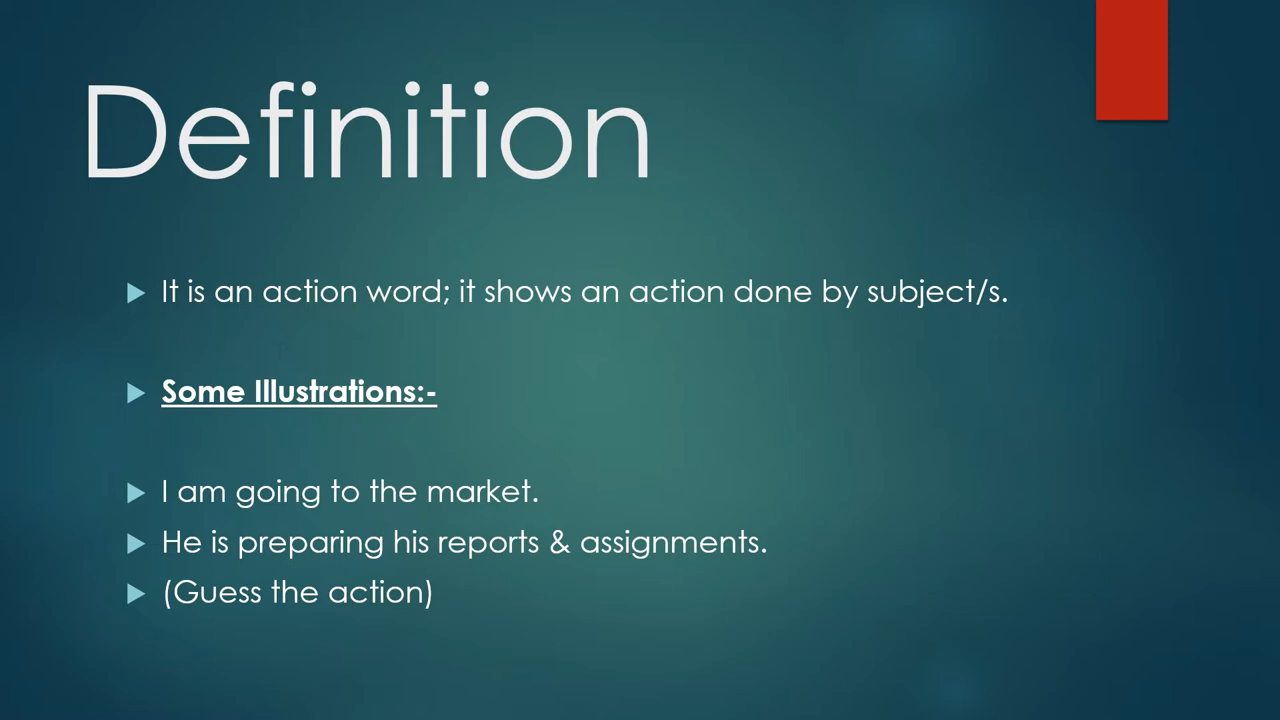 Definition
It is an action word; it shows an action done by subject/s.
Some Illustrations:-
I am going to the market.
He is preparing his reports & assignments.
(Guess the action)